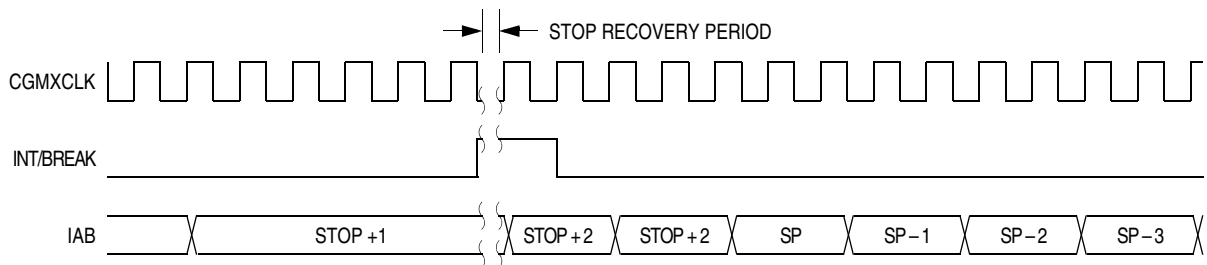 STOP RECOVERY PERIOD
CGMXCLK
INT/BREAK
IAB STOP +1 STOP + 2 STOP + 2 SP SP – 1 SP – 2 SP – 3